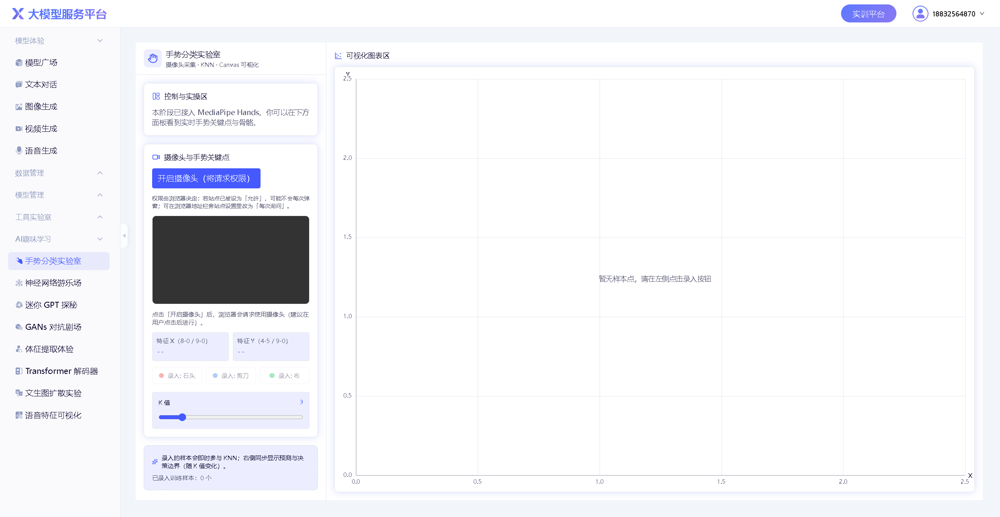 大模型服务平台
实训平台
18832564870
模型体验
模型广场
文本对话
图像生成
视频生成
语音生成
数据管理
模型管理
工具实验室
AI趣味学习
手势分类实验室
神经网络游乐场
迷你 GPT 探秘
GANs 对抗剧场
体征提取体验
Transformer 解码器
文生图扩散实验
语音特征可视化
手势分类实验室
摄像头采集 · KNN · Canvas 可视化
控制与实操区
本阶段已接入 MediaPipe Hands。你可以在下方
面板看到实时手势关键点与骨骼。
摄像头与手势关键点
开启摄像头（将请求权限）
权限由浏览器决定：若站点已被设为「允许」，可能不会每次弹
窗；可在浏览器地址栏旁站点设置里改为「每次询问」。
点击「开启摄像头」后，浏览器会请求使用摄像头（建议在
用户点击后进行）。
特征 X（8-0 / 9-0）
--
特征 Y（4-5 / 9-0）
--
录入: 石头
录入: 剪刀
录入: 布
K 值
3
录入的样本会即时参与 KNN；右侧同步显示预测与决
策边界（随 K 值变化）。
已录入训练样本：0 个
可视化图表区
Y
2.5
2.0
1.5
1.0
0.5
0.0
暂无样本点，请在左侧点击录入按钮
0.0
0.5
1.0
1.5
2.0
2.5
X